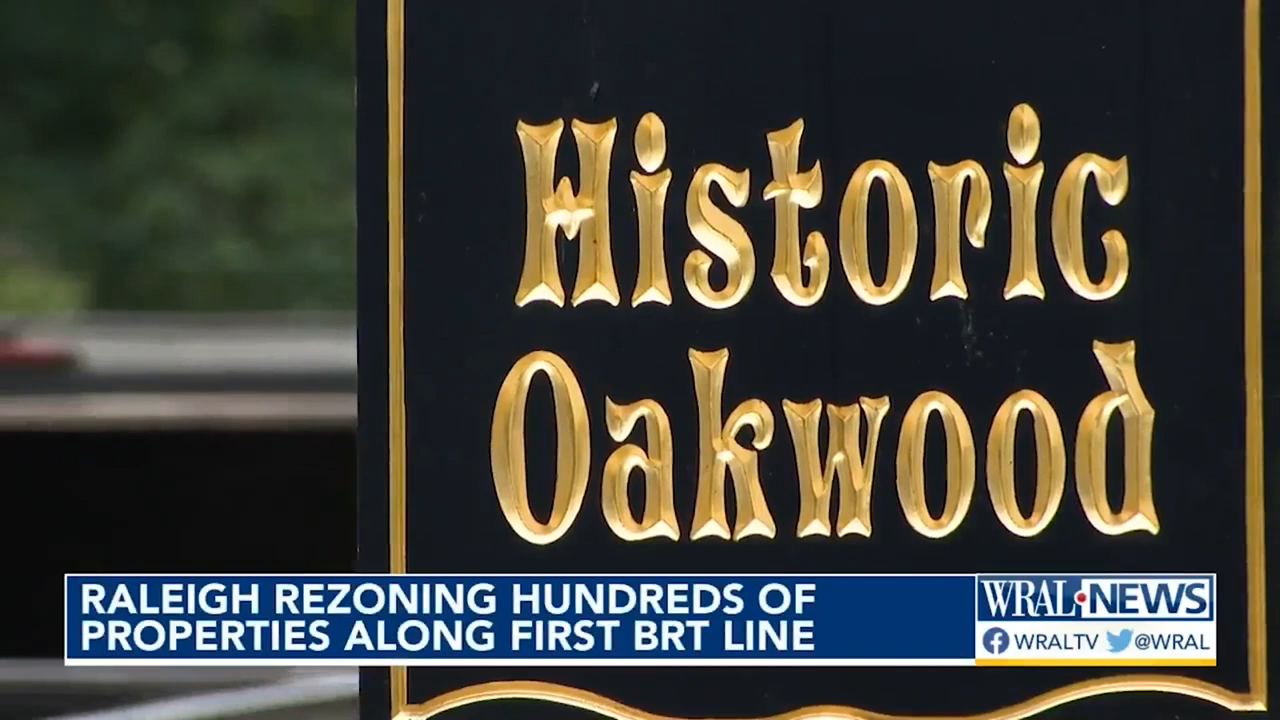 Historic
Oakwood
RALEIGH REZONING HUNDREDS OF
PROPERTIES ALONG FIRST BRT LINE
WRAL NEWS
WRALTV @WRAL